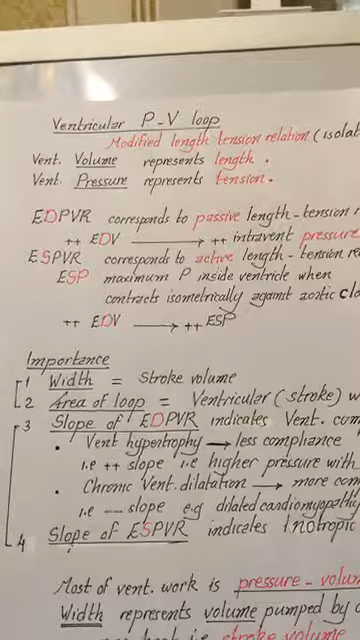 Ventricular P-V loop
Modified length tension relation (isolat
Vent. Volume represents length.
Vent. Pressure represents tension.
EDPVR corresponds to passive length-tension r
++ EDV → ++ intravent pressure
ESPVR corresponds to active length-tension re
ESP maximum P inside ventricle when
contracts isometrically against aortic cla
++ EDV → ++ ESP
Importance
1 Width = Stroke volume
2 Area of loop = Ventricular (stroke) w
3 Slope of EDPVR indicates Vent. com
• Vent hypertrophy → less compliance
i.e ++ slope i.e higher pressure with
• Chronic Vent. dilatation → more com
i.e -- slope e.g dilated cardiomyopathy
4 Slope of ESPVR indicates Inotropic
Most of vent. work is pressure-volum
Width represents volume pumped by
i.e stroke volume